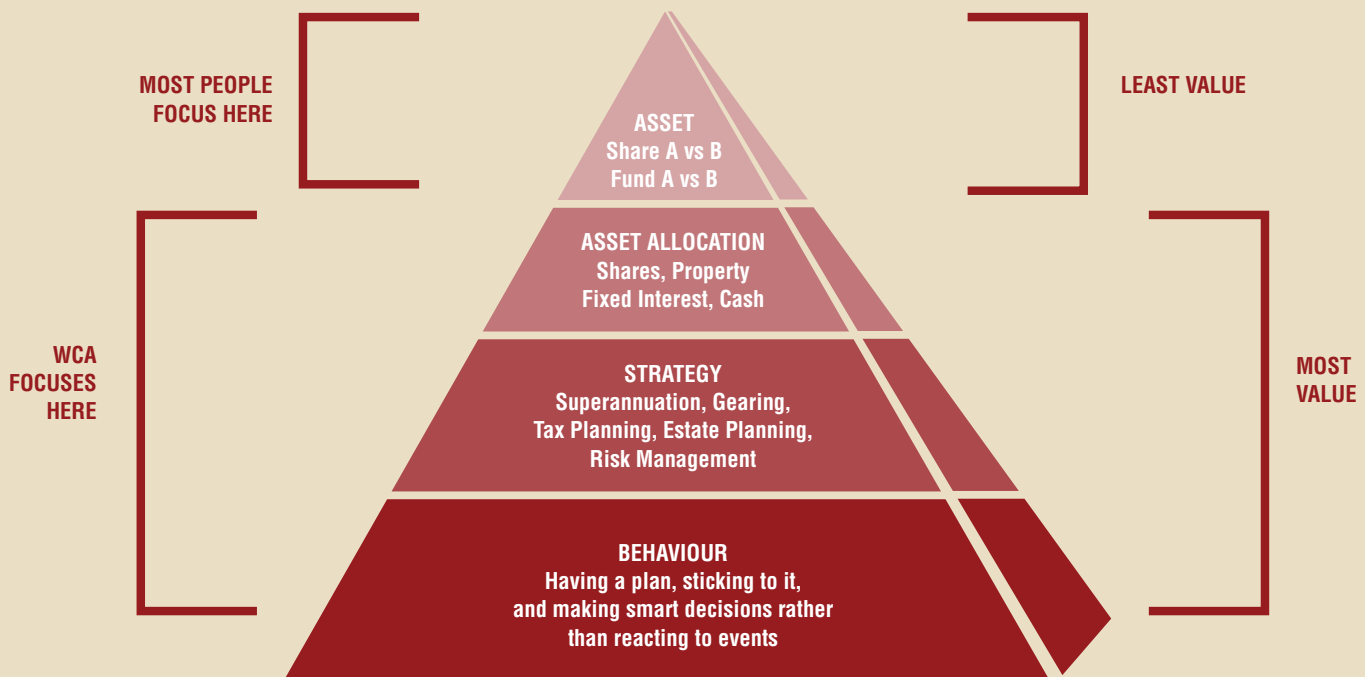 MOST PEOPLE
FOCUS HERE
LEAST VALUE
ASSET
Share A vs B
Fund A vs B
ASSET ALLOCATION
Shares, Property
Fixed Interest, Cash
WCA
FOCUSES
HERE
MOST
VALUE
STRATEGY
Superannuation, Gearing,
Tax Planning, Estate Planning,
Risk Management
BEHAVIOUR
Having a plan, sticking to it,
and making smart decisions rather
than reacting to events